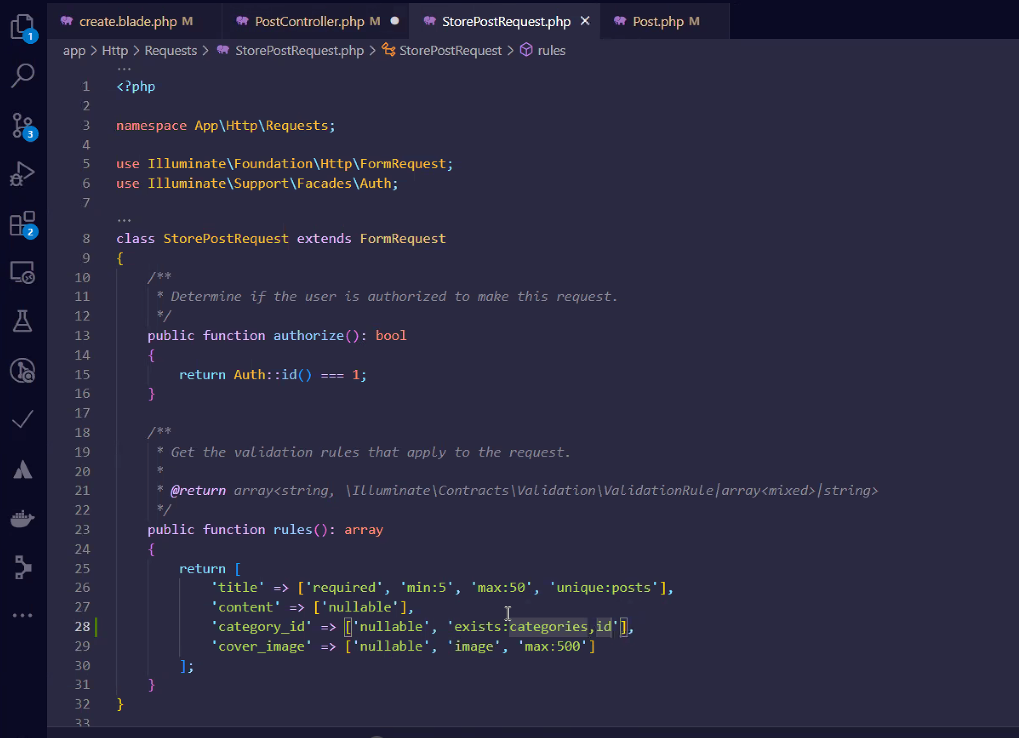 create.blade.php M
PostController.php M
StorePostRequest.php
Post.php M
app > Http > Requests > StorePostRequest.php > StorePostRequest > rules
1
3
2
...
1 <?php
2
3 namespace App\Http\Requests;
4
5 use Illuminate\Foundation\Http\FormRequest;
6 use Illuminate\Support\Facades\Auth;
7
...
8 class StorePostRequest extends FormRequest
9 {
10 /**
11 * Determine if the user is authorized to make this request.
12 */
13 public function authorize(): bool
14 {
15 return Auth::id() === 1;
16 }
17
18 /**
19 * Get the validation rules that apply to the request.
20 *
21 * @return array<string, \Illuminate\Contracts\Validation\ValidationRule|array<mixed>|string>
22 */
23 public function rules(): array
24 {
25 return [
26 'title' => ['required', 'min:5', 'max:50', 'unique:posts'],
27 'content' => ['nullable'],
28 'category_id' => ['nullable', 'exists:categories,id'],
29 'cover_image' => ['nullable', 'image', 'max:500']
30 ];
31 }
32 }
33